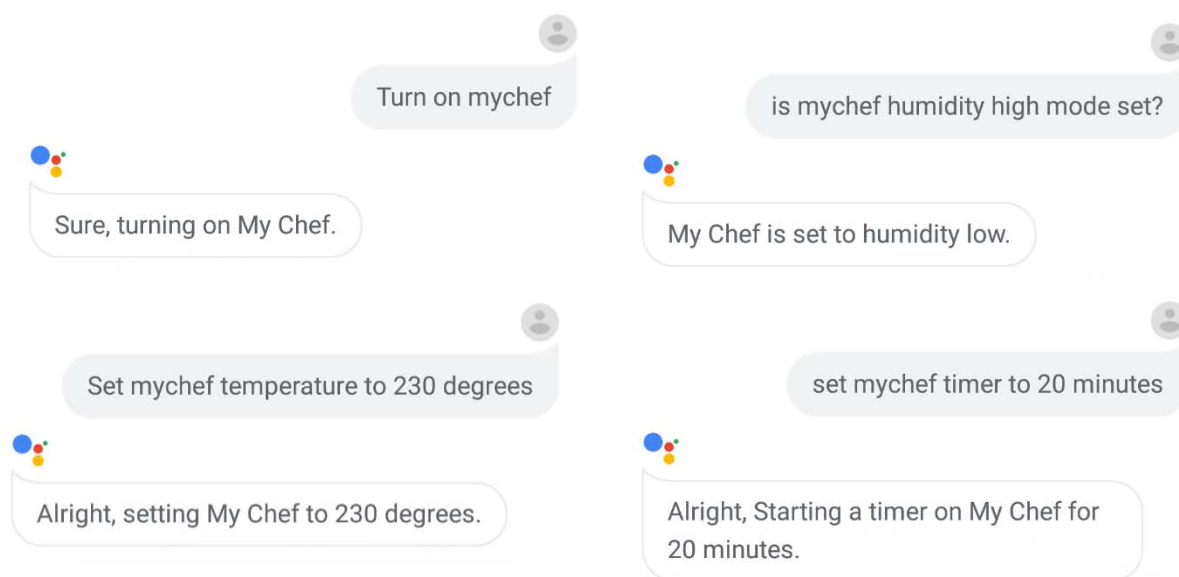 Turn on mychef
Sure, turning on My Chef.
Set mychef temperature to 230 degrees
Alright, setting My Chef to 230 degrees.
is mychef humidity high mode set?
My Chef is set to humidity low.
set mychef timer to 20 minutes
Alright, Starting a timer on My Chef for
20 minutes.